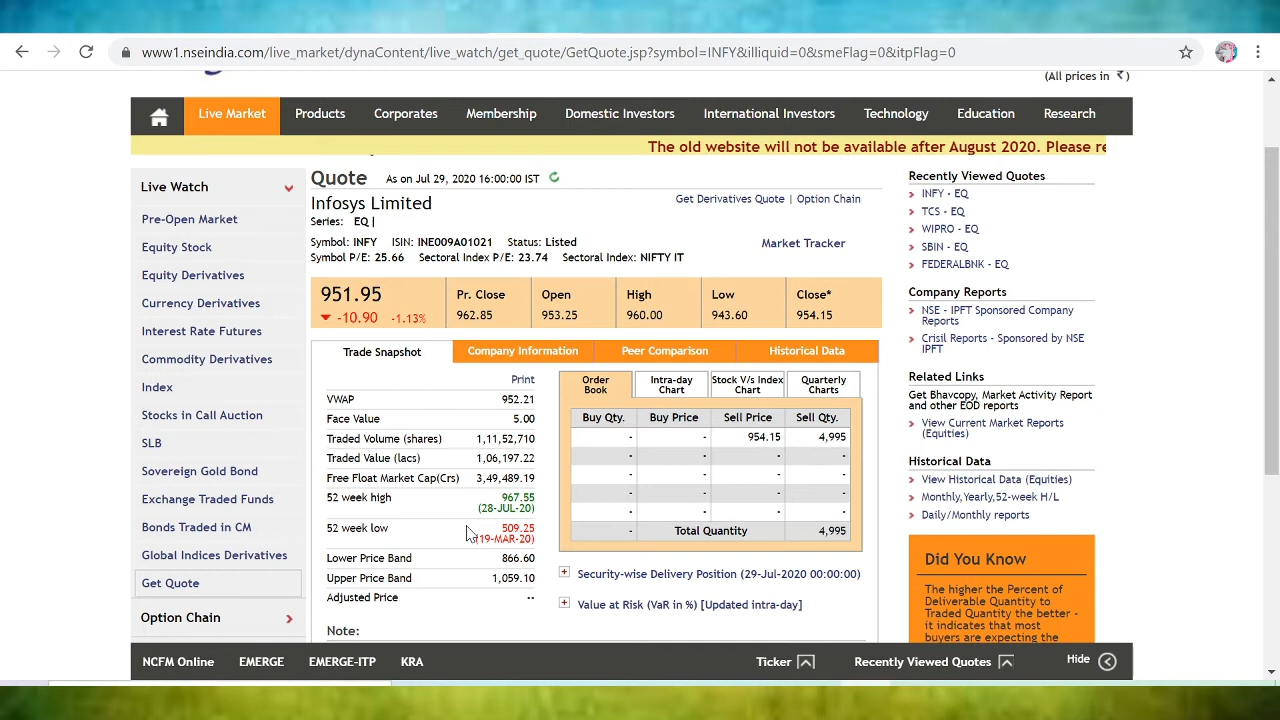 www1.nseindia.com/live_market/dynaContent/live_watch/get_quote/GetQuote.jsp?symbol=INFY&illiquid=0&smeFlag=0&itpFlag=0
(All prices in ₹)
Live Market Products Corporates Membership Domestic Investors International Investors Technology Education Research
The old website will not be available after August 2020. Please re
Live Watch
Pre-Open Market
Equity Stock
Equity Derivatives
Currency Derivatives
Interest Rate Futures
Commodity Derivatives
Index
Stocks in Call Auction
SLB
Sovereign Gold Bond
Exchange Traded Funds
Bonds Traded in CM
Global Indices Derivatives
Get Quote
Option Chain
Quote As on Jul 29, 2020 16:00:00 IST
Infosys Limited
Get Derivatives Quote | Option Chain
Series: EQ |
Symbol: INFY ISIN: INE009A01021 Status: Listed
Market Tracker
Symbol P/E: 25.66 Sectoral Index P/E: 23.74 Sectoral Index: NIFTY IT
951.95 Pr. Close Open High Low Close*
-10.90 -1.13% 962.85 953.25 960.00 943.60 954.15
Trade Snapshot Company Information Peer Comparison Historical Data
Print
VWAP 952.21
Face Value 5.00
Traded Volume (shares) 1,11,52,710
Traded Value (lacs) 1,06,197.22
Free Float Market Cap(Crs) 3,49,489.19
52 week high 967.55
(28-JUL-20)
52 week low 509.25
(19-MAR-20)
Lower Price Band 866.60
Upper Price Band 1,059.10
Adjusted Price --
Note:
Order Book Intra-day Chart Stock V/s Index Chart Quarterly Charts
Buy Qty. Buy Price Sell Price Sell Qty.
- - 954.15 4,995
- - - -
- - - -
- - - -
- - - -
- Total Quantity 4,995
+ Security-wise Delivery Position (29-Jul-2020 00:00:00)
+ Value at Risk (VaR in %) [Updated intra-day]
Recently Viewed Quotes
INFY - EQ
TCS - EQ
WIPRO - EQ
SBIN - EQ
FEDERALBNK - EQ
Company Reports
NSE - IPFT Sponsored Company
Reports
Crisil Reports - Sponsored by NSE
IPFT
Related Links
Get Bhavcopy, Market Activity Report
and other EOD reports
View Current Market Reports
(Equities)
Historical Data
View Historical Data (Equities)
Monthly,Yearly,52-week H/L
Daily/Monthly reports
Did You Know
The higher the Percent of
Deliverable Quantity to
Traded Quantity the better -
it indicates that most
buyers are expecting the
NCFM Online EMERGE EMERGE-ITP KRA Ticker Recently Viewed Quotes Hide